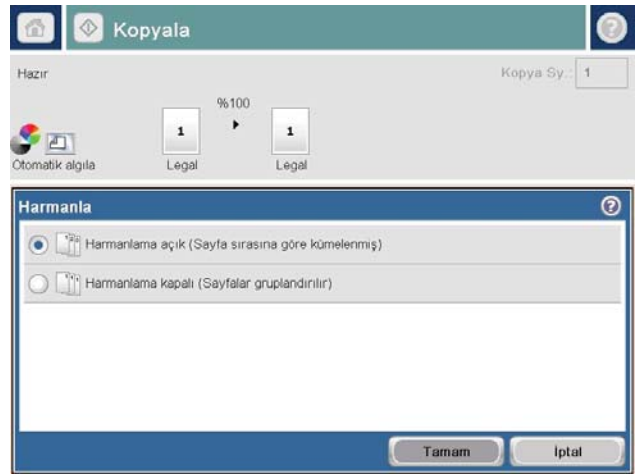 Kopyala
Hazır
Kopya Sy.: 1
%100
1 1
Otomatik algıla Legal Legal
Harmanla
Harmanlama açık (Sayfa sırasına göre kümelenmiş)
Harmanlama kapalı (Sayfalar gruplandırılır)
Tamam İptal